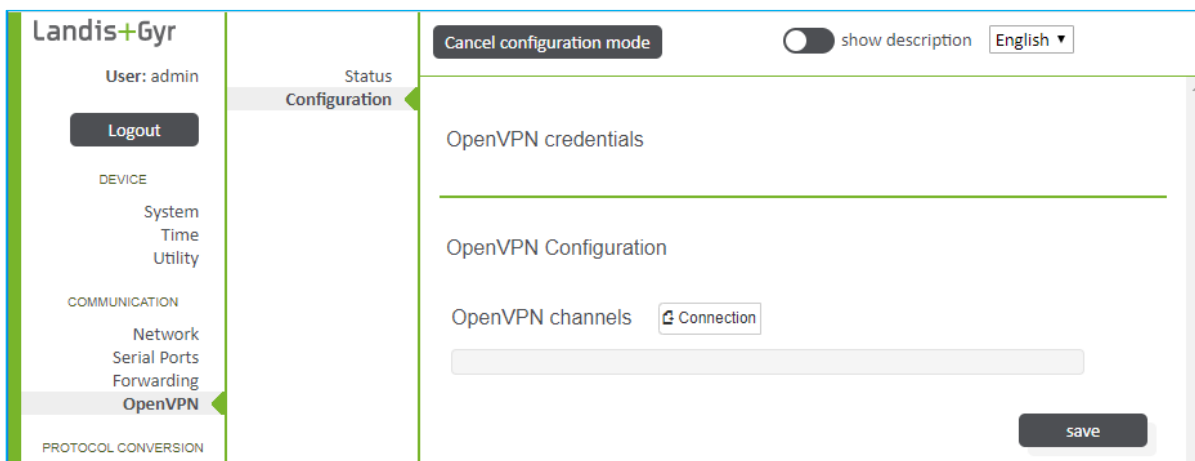 Landis+Gyr
User: admin
Logout
DEVICE
System
Time
Utility
COMMUNICATION
Network
Serial Ports
Forwarding
OpenVPN
PROTOCOL CONVERSION
Status
Configuration
Cancel configuration mode
show description
English
OpenVPN credentials
OpenVPN Configuration
OpenVPN channels
Connection
save